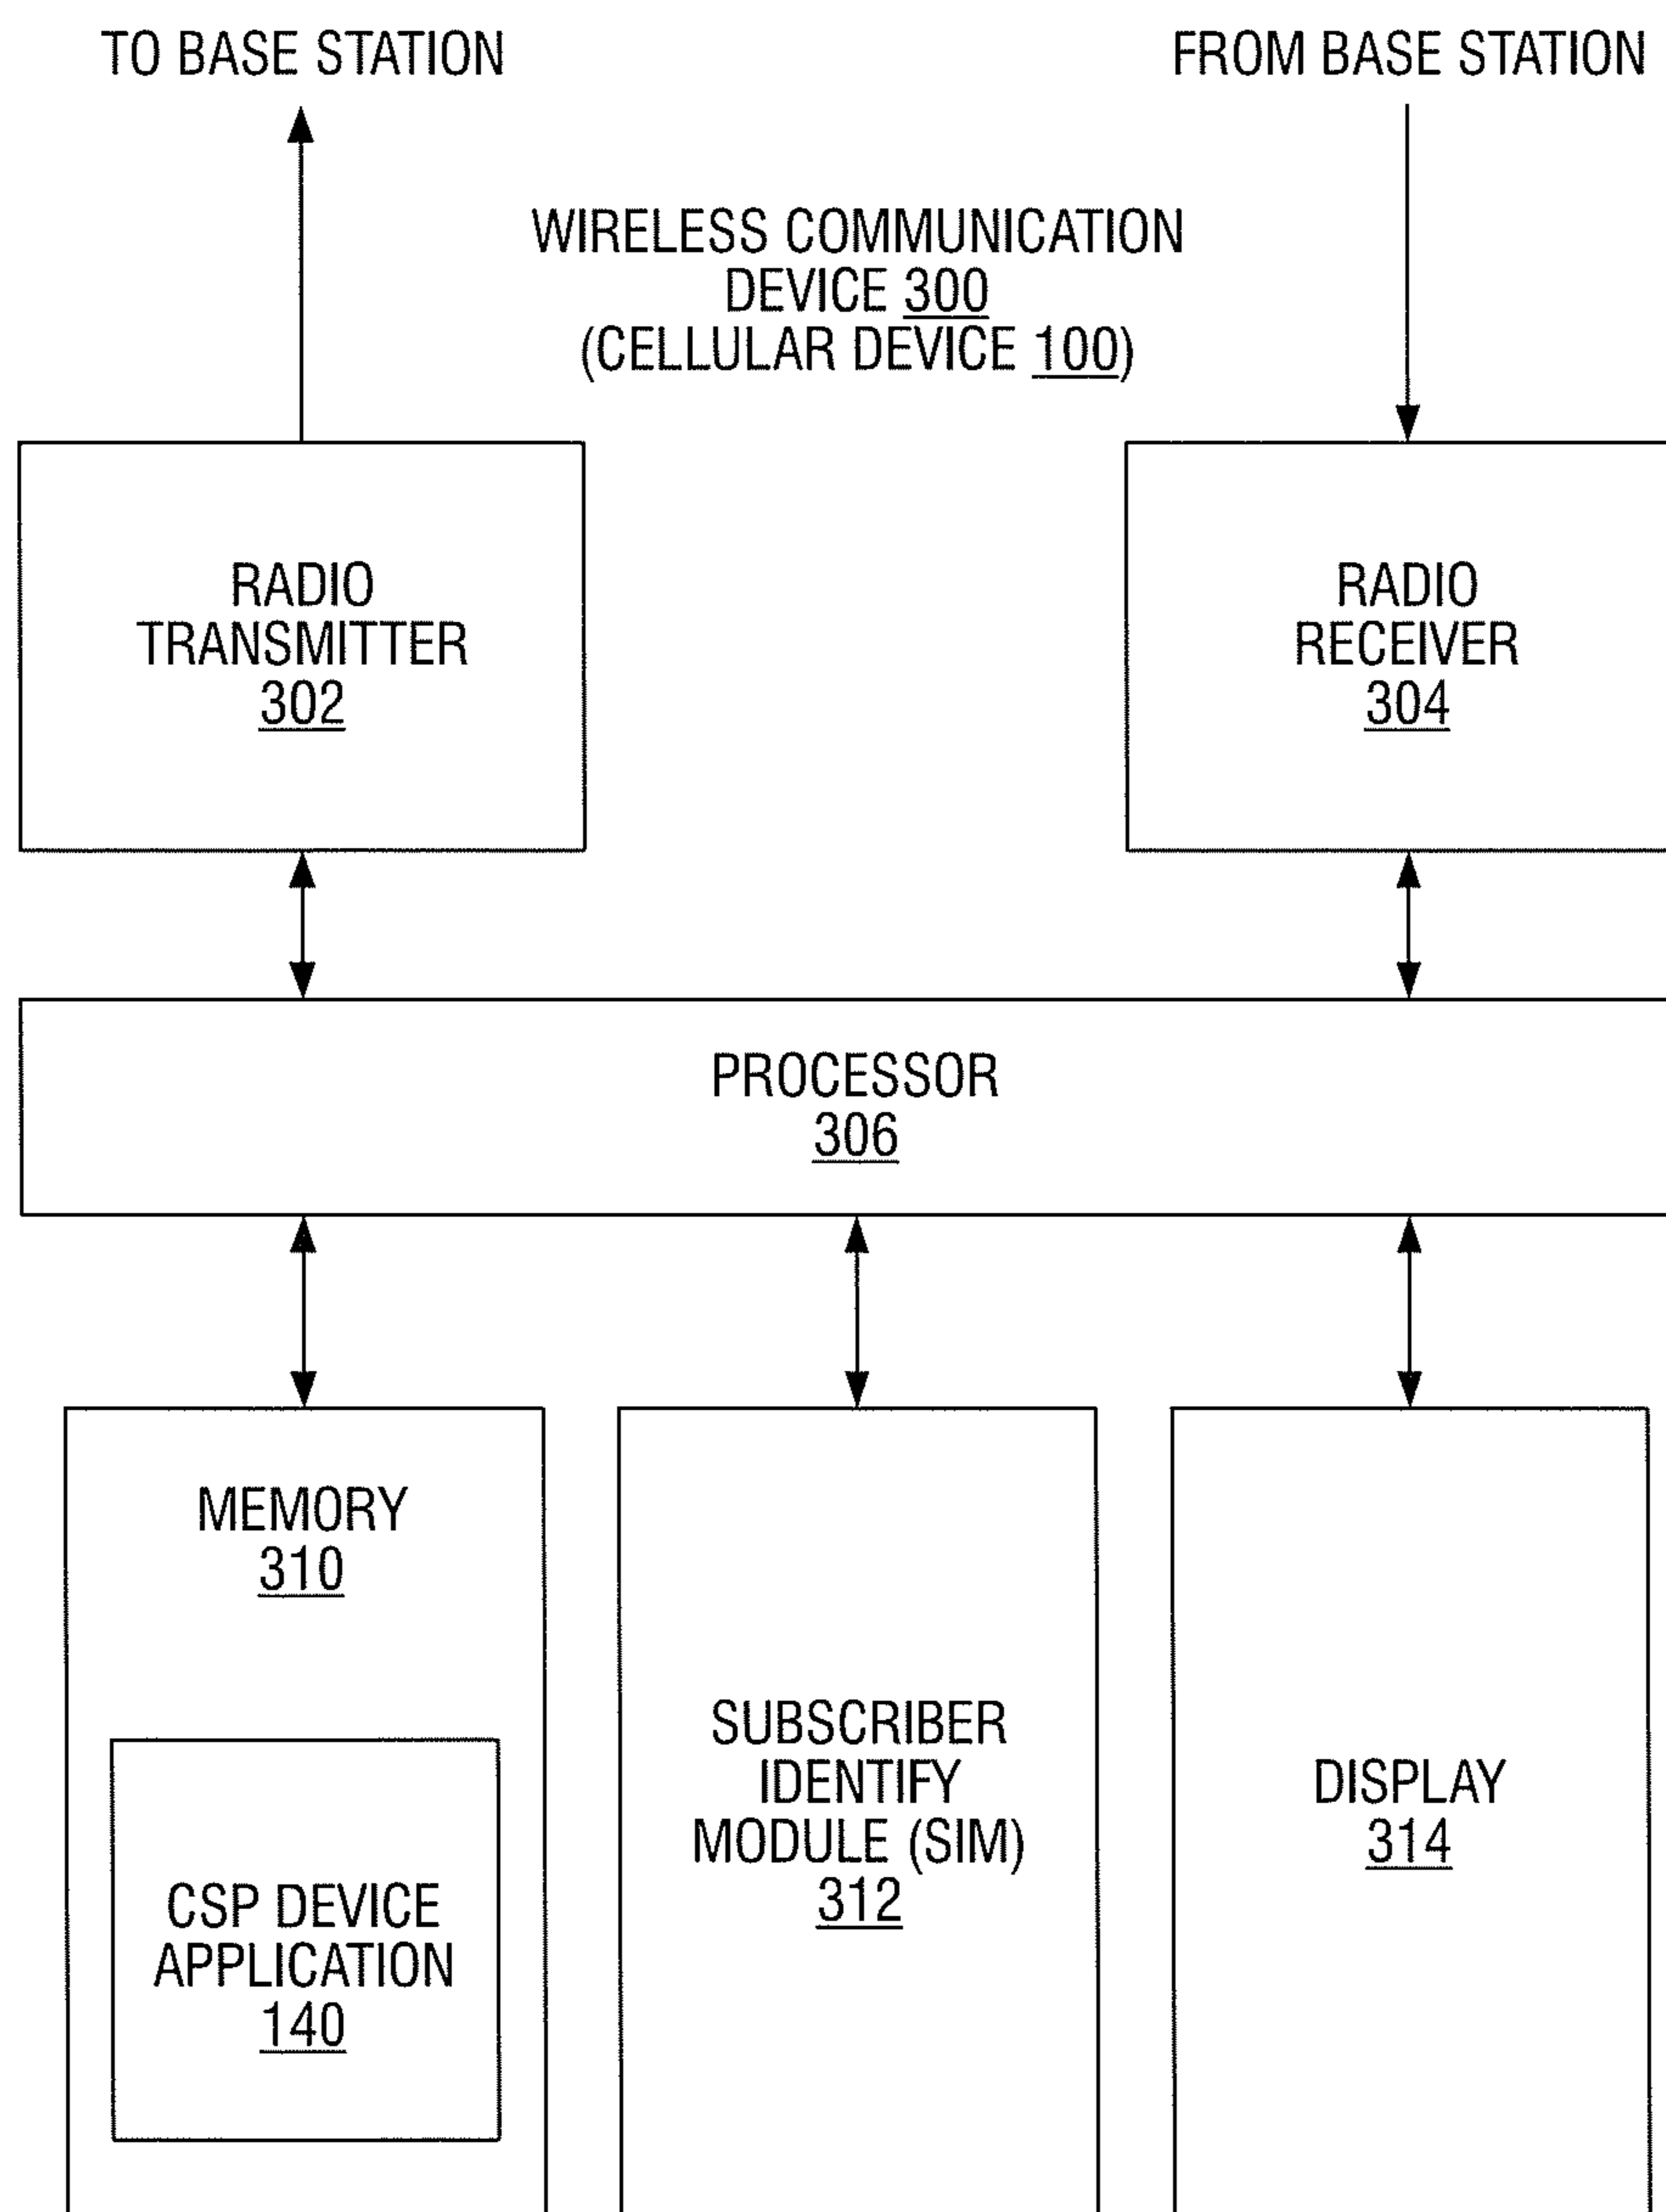 TO BASE STATION
FROM BASE STATION
WIRELESS COMMUNICATION
DEVICE 300
(CELLULAR DEVICE 100)
RADIO
TRANSMITTER
302
RADIO
RECEIVER
304
PROCESSOR
306
MEMORY
310
CSP DEVICE
APPLICATION
140
SUBSCRIBER
IDENTIFY
MODULE (SIM)
312
DISPLAY
314